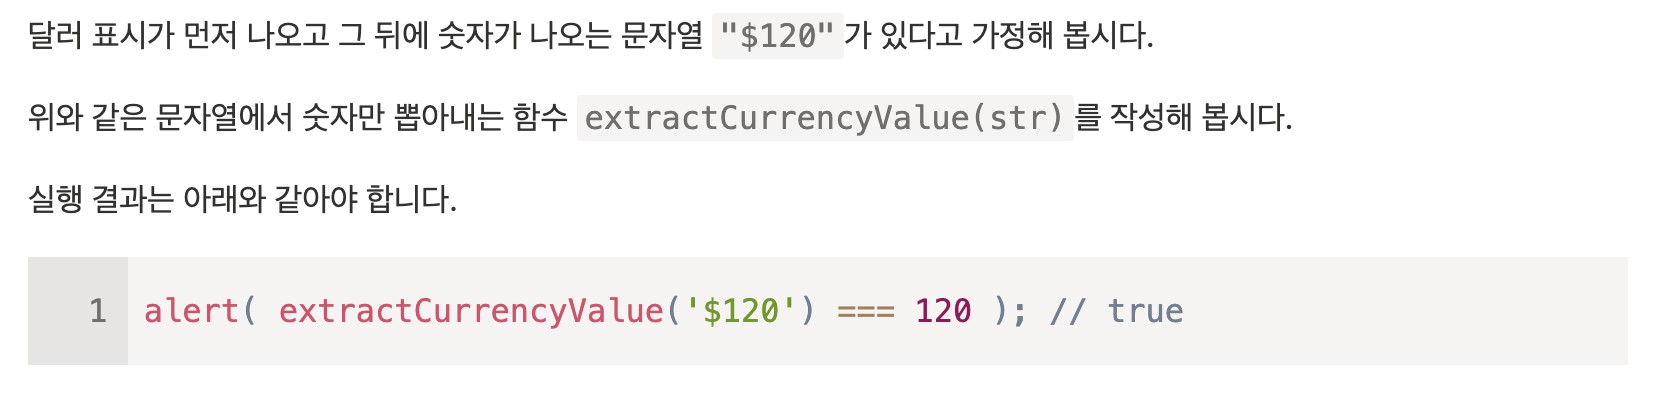 달러 표시가 먼저 나오고 그 뒤에 숫자가 나오는 문자열 "$120"가 있다고 가정해 봅시다.
위와 같은 문자열에서 숫자만 뽑아내는 함수 extractCurrencyValue(str)를 작성해 봅시다.
실행 결과는 아래와 같아야 합니다.
1 alert( extractCurrencyValue('$120') === 120 ); // true